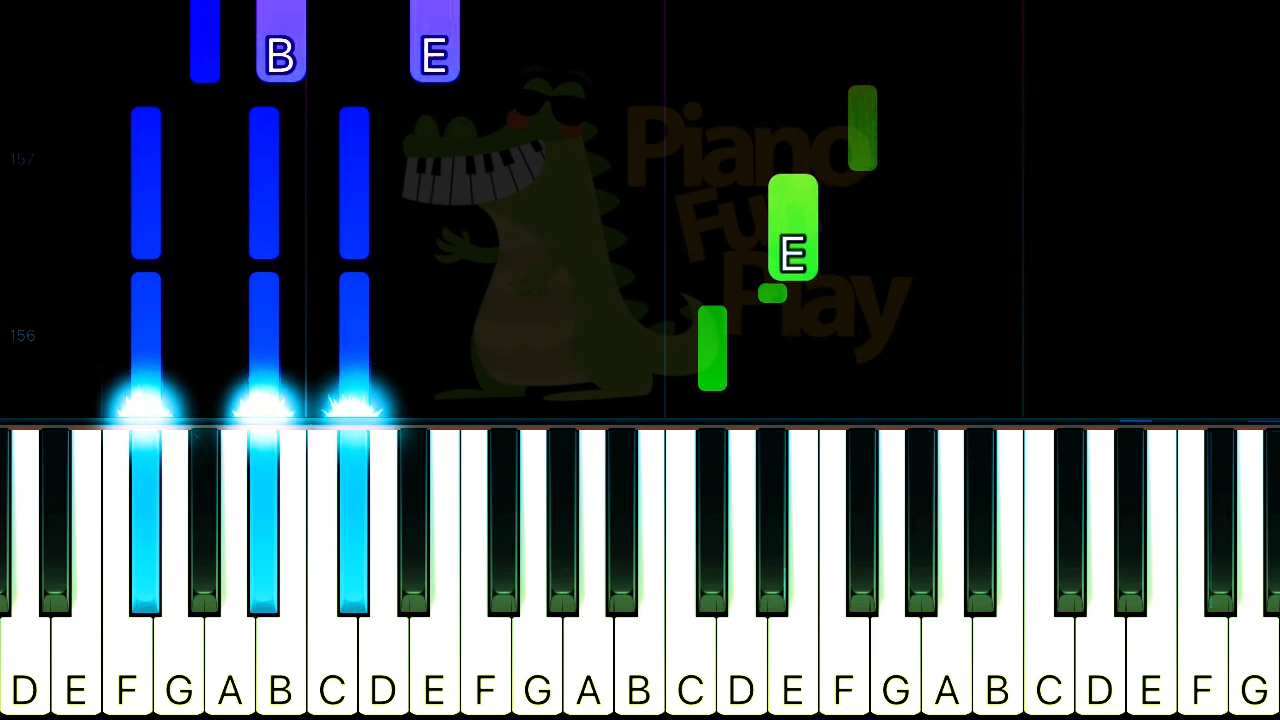 B E
157
Piano
Fun
E
Play
156
D E F G A B C D E F G A B C D E F G A B C D E F G